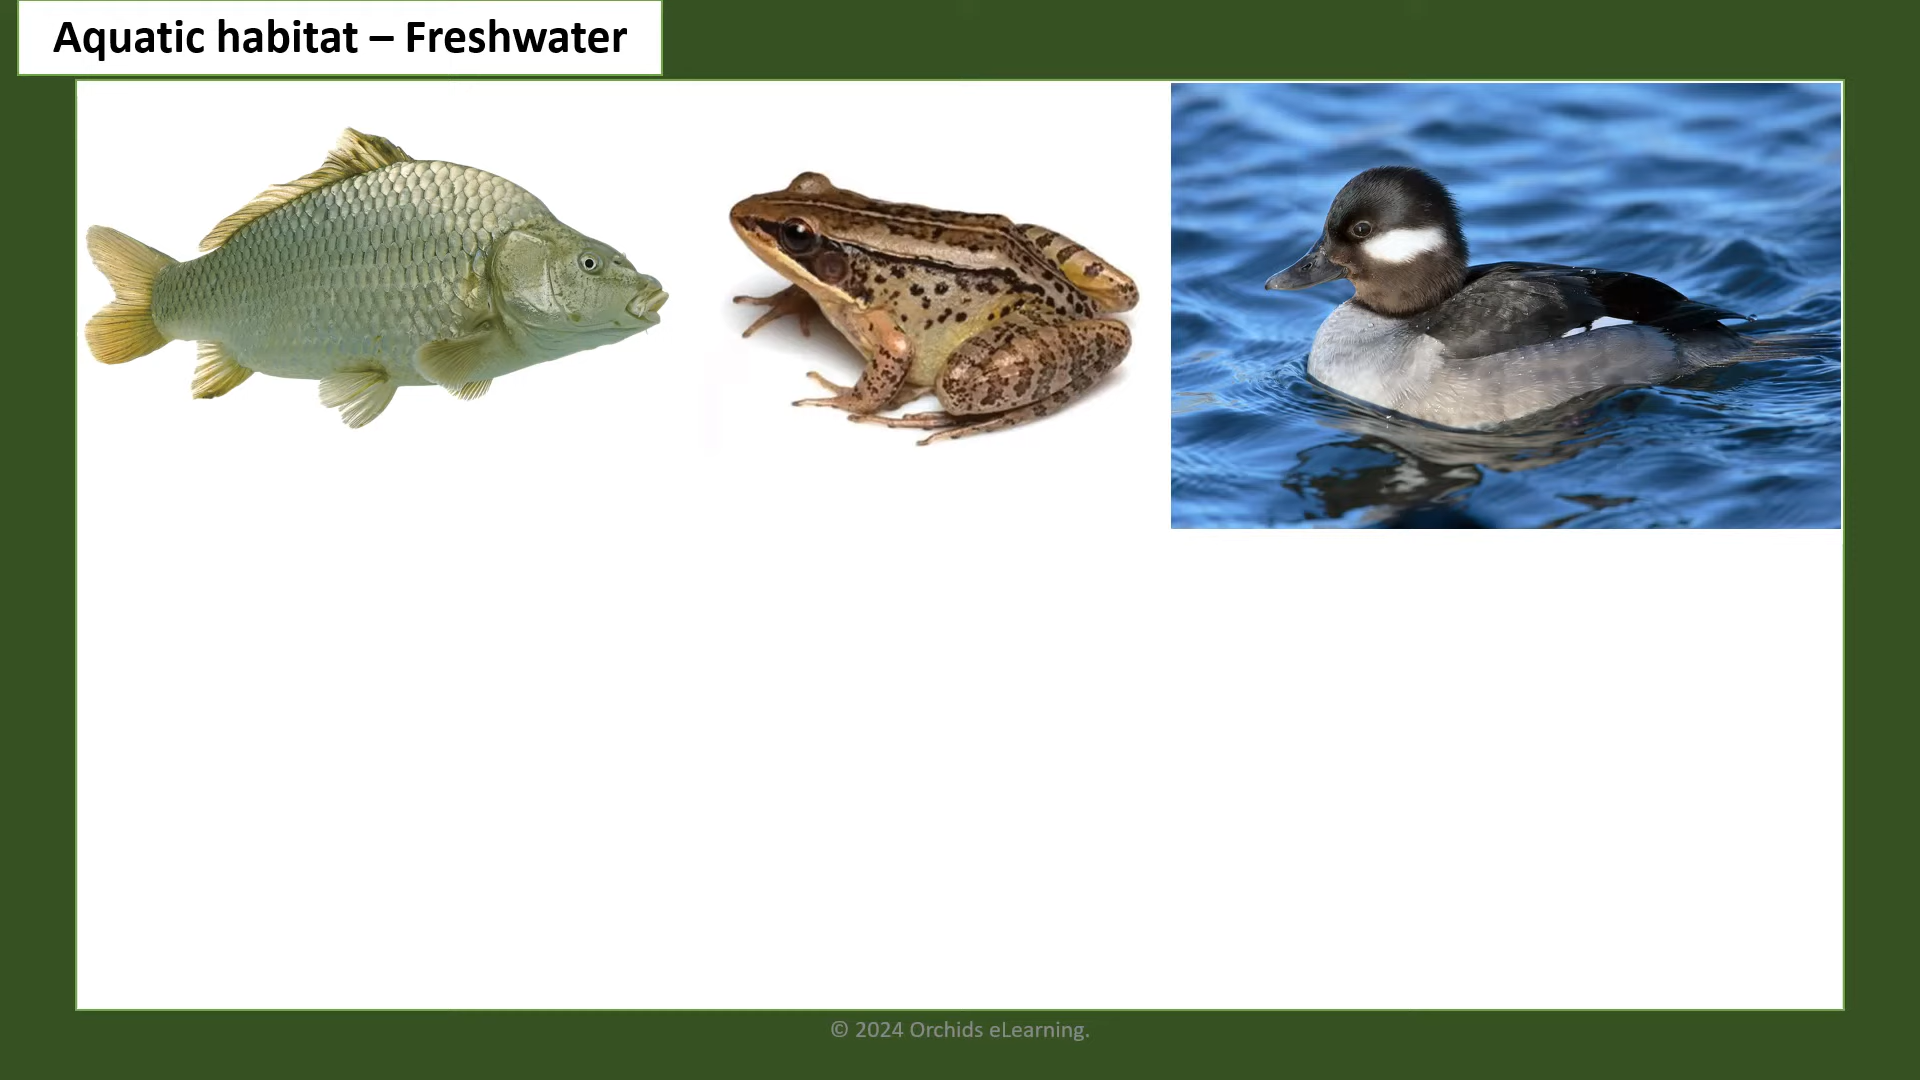 Aquatic habitat – Freshwater
© 2024 Orchids eLearning.